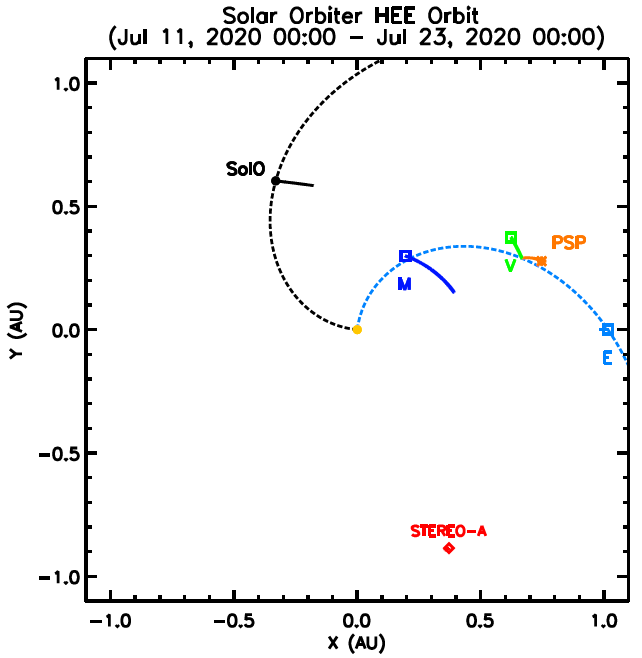 Solar Orbiter HEE Orbit
(Jul 11, 2020 00:00 – Jul 23, 2020 00:00)
1.0
SolO
0.5
PSP
V
M
0.0
E
Y (AU)
−0.5
STEREO−A
−1.0
−1.0 −0.5 0.0 0.5 1.0
X (AU)